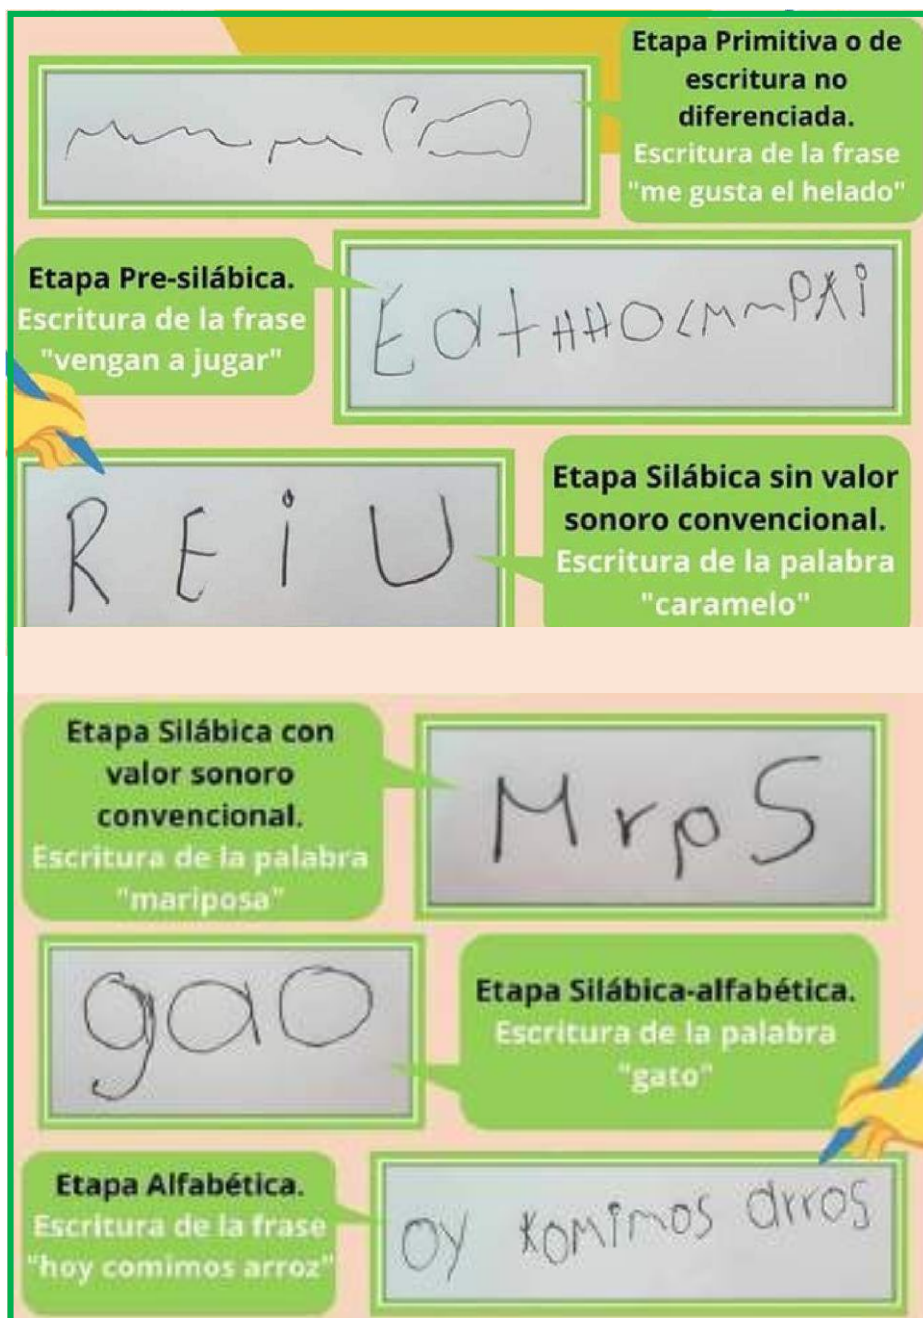 Etapa Primitiva o de
escritura no
diferenciada.
Escritura de la frase
"me gusta el helado"
Etapa Pre-silábica.
Escritura de la frase
"vengan a jugar"
EatHHO
PAi
R E i U
Etapa Silábica sin valor
sonoro convencional.
Escritura de la palabra
"caramelo"
Etapa Silábica con
valor sonoro
convencional.
Escritura de la palabra
"mariposa"
MrpS
gao
Etapa Silábica-alfabética.
Escritura de la palabra
"gato"
Etapa Alfabética.
Escritura de la frase
"hoy comimos arroz"
oy komimos arros